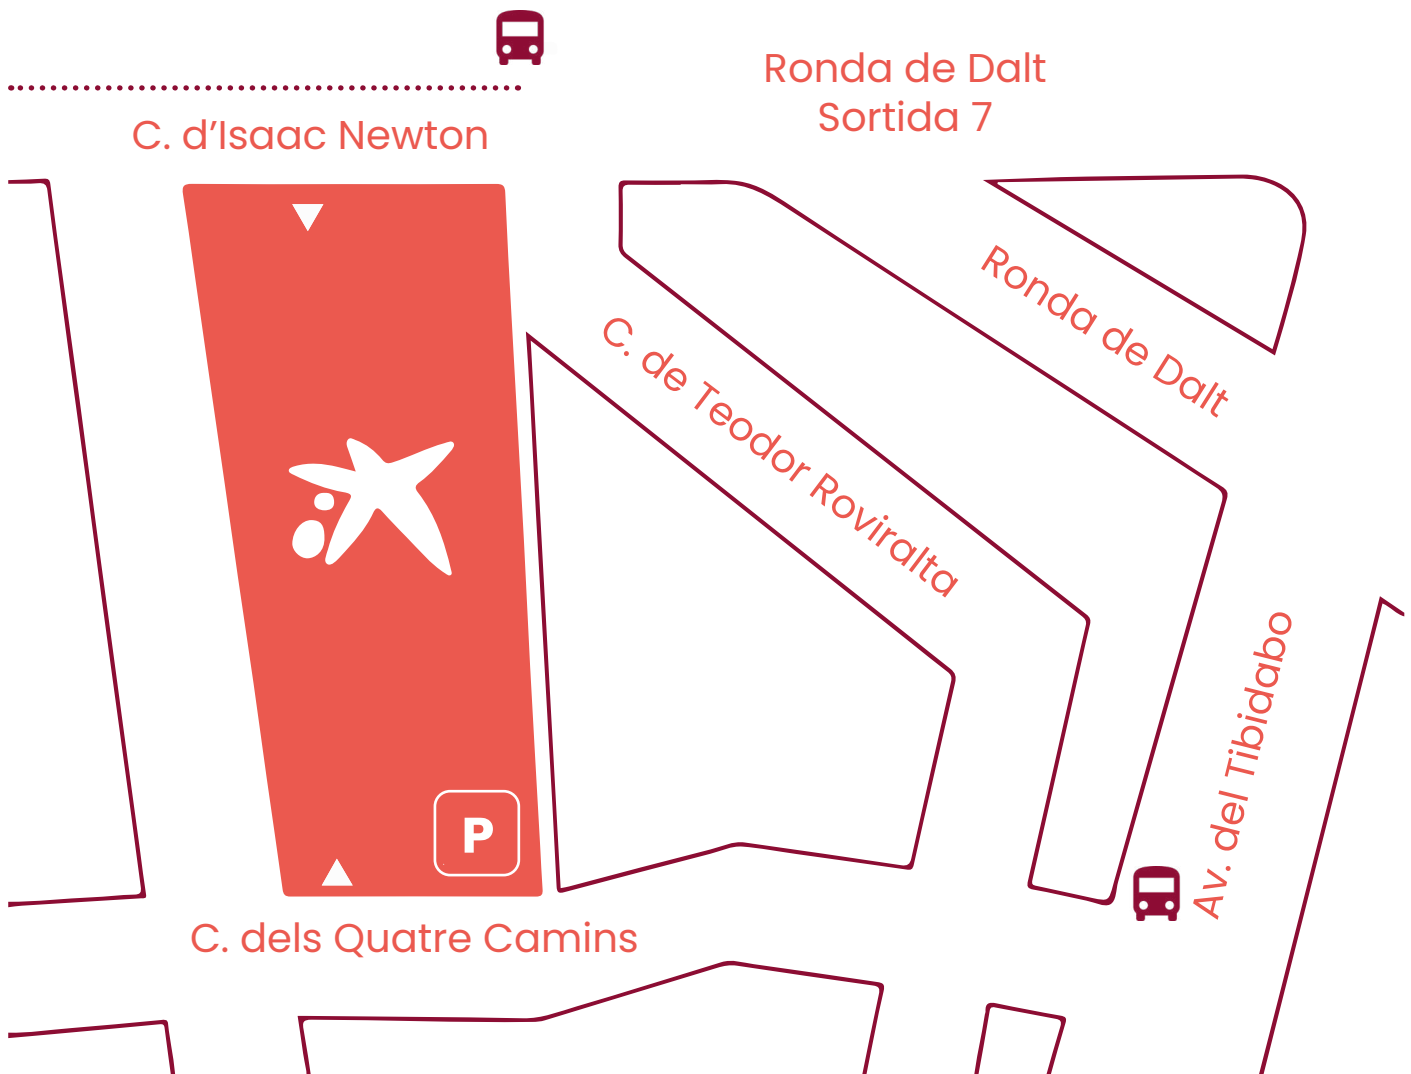 Ronda de Dalt
Sortida 7
C. d’Isaac Newton
Ronda de Dalt
C. de Teodor Roviralta
Av. del Tibidabo
P
C. dels Quatre Camins